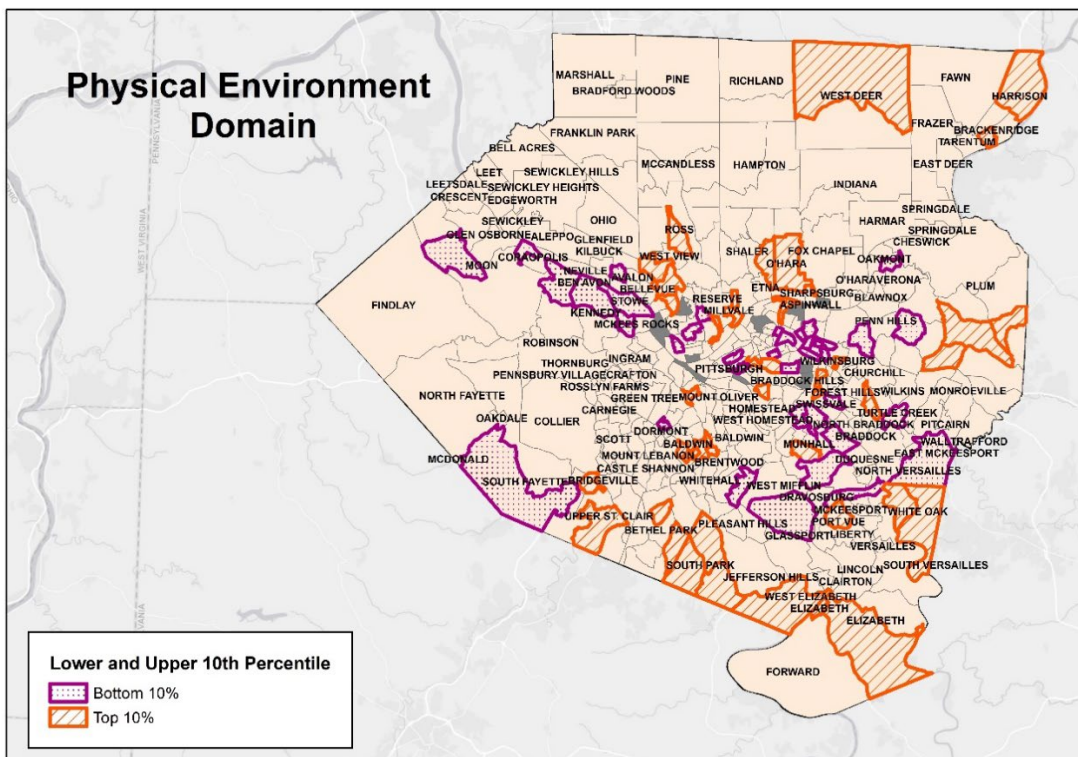 Physical Environment
Domain
PENNSYLVANIA
WEST VIRGINIA
MARSHALL
BRADFORD WOODS
PINE
RICHLAND
WEST DEER
FAWN
HARRISON
FRAZER
BRACKENRIDGE
TARENTUM
FRANKLIN PARK
BELL ACRES
MCCANDLESS
HAMPTON
EAST DEER
LEET
SEWICKLEY HILLS
LEETSDALE
SEWICKLEY HEIGHTS
CRESCENT
EDGEWORTH
INDIANA
SPRINGDALE
HARMAR
SPRINGDALE
CHESWICK
SEWICKLEY
OHIO
GLEN OSBORNE
ALEPPO
GLENFIELD
KILBUCK
ROSS
SHALER
FOX CHAPEL
OAKMONT
MOON
CORAOPOLIS
WEST VIEW
O'HARA
NEVILLE
AVALON
BEN AVON
BELLEVUE
ETNA
O'HARA
VERONA
PLUM
STOWE
RESERVE
SHARPSBURG
BLAWNOX
FINDLAY
KENNEDY
MILLVALE
ASPINWALL
MCKEES ROCKS
PENN HILLS
ROBINSON
THORNBURG
INGRAM
PITTSBURGH
WILKINSBURG
PENNSBURY VILLAGE
CRAFTON
CHURCHILL
ROSSLYN FARMS
BRADDOCK HILLS
NORTH FAYETTE
GREEN TREE
MOUNT OLIVER
FOREST HILLS
WILKINS
MONROEVILLE
CARNEGIE
HOMESTEAD
SWISSVALE
OAKDALE
COLLIER
WEST HOMESTEAD
TURTLE CREEK
DORMONT
NORTH BRADDOCK
PITCAIRN
SCOTT
BALDWIN
BALDWIN
BRADDOCK
MUNHALL
WALL
TRAFFORD
MCDONALD
MOUNT LEBANON
EAST MCKEESPORT
CASTLE SHANNON
BRENTWOOD
DUQUESNE
NORTH VERSAILLES
SOUTH FAYETTE
BRIDGEVILLE
WHITEHALL
WEST MIFFLIN
DRAVOSBURG
UPPER ST. CLAIR
MCKEESPORT
WHITE OAK
BETHEL PARK
PLEASANT HILLS
PORT VUE
GLASSPORT
LIBERTY
VERSAILLES
SOUTH PARK
JEFFERSON HILLS
LINCOLN
SOUTH VERSAILLES
CLAIRTON
WEST ELIZABETH
ELIZABETH
ELIZABETH
FORWARD
Lower and Upper 10th Percentile
Bottom 10%
Top 10%